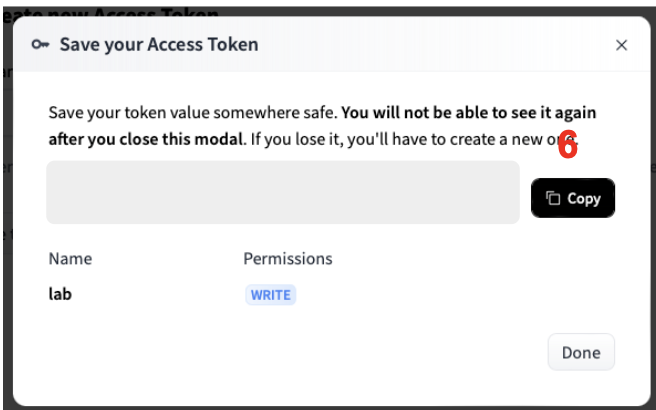 Create new Access Token
Save your Access Token
Save your token value somewhere safe. You will not be able to see it again
after you close this modal. If you lose it, you'll have to create a new one.
6
Copy
Name Permissions
lab WRITE
Done